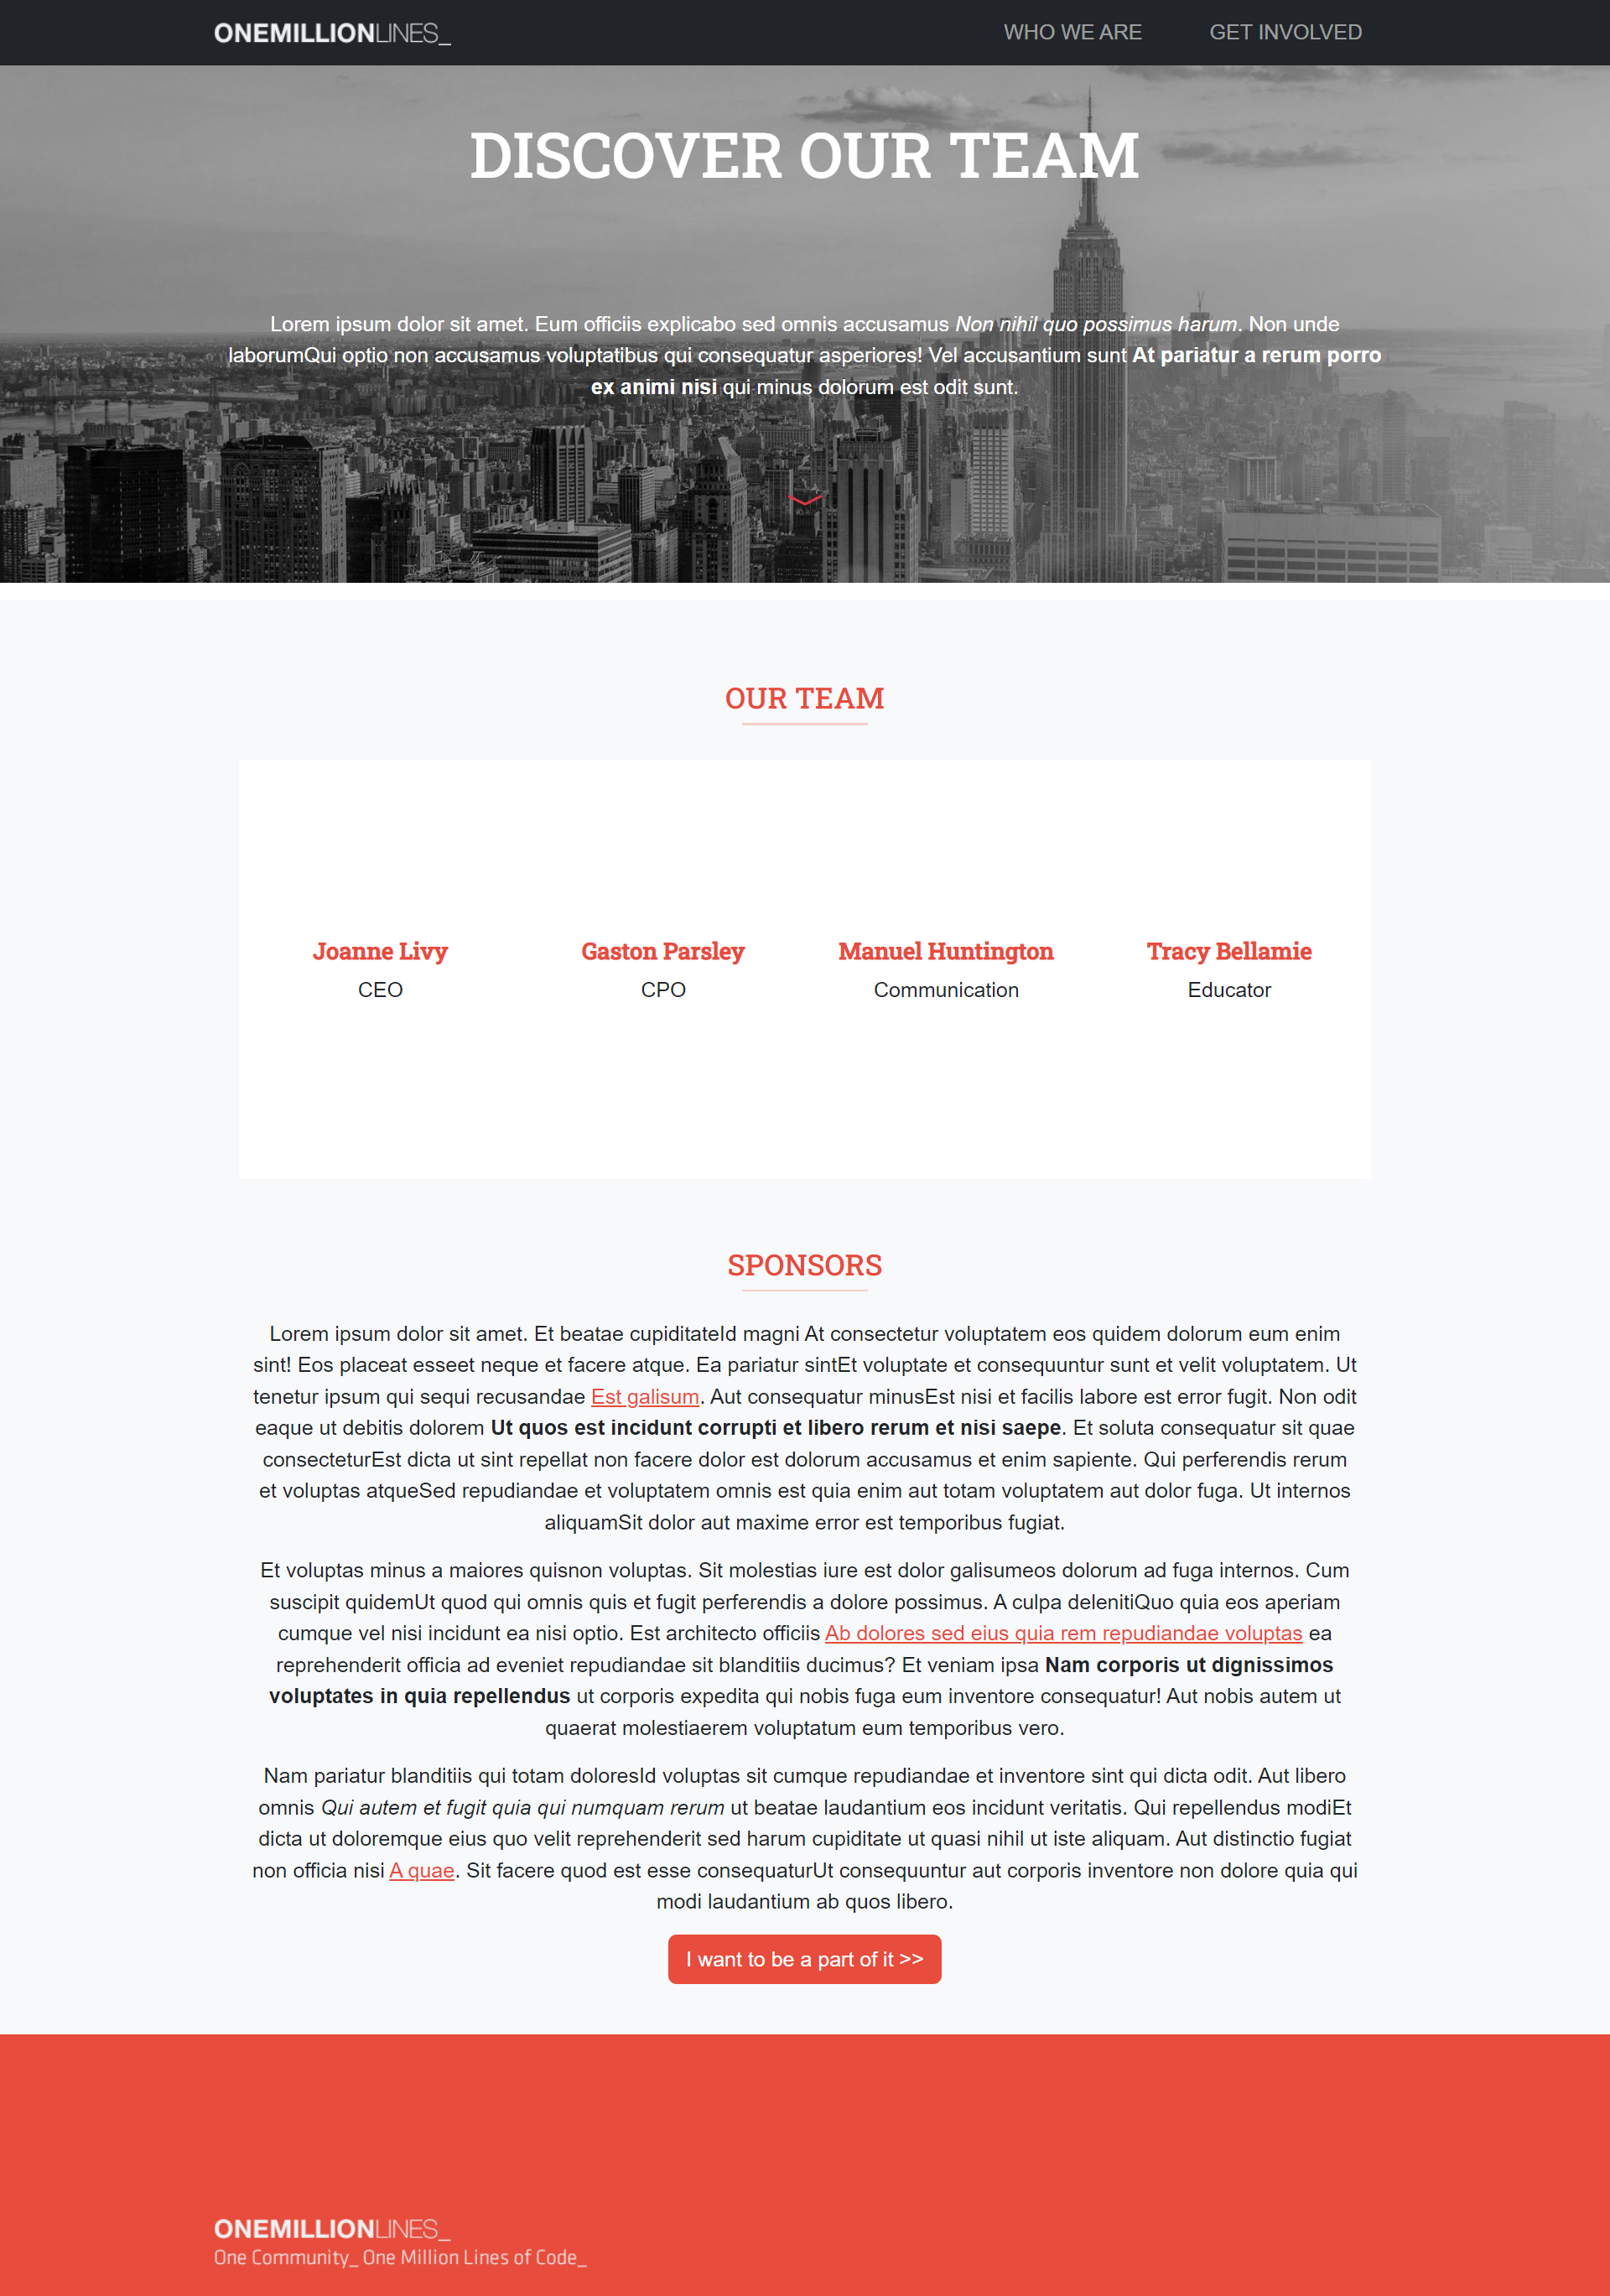 ONEMILLIONLINES_
WHO WE ARE
GET INVOLVED
DISCOVER OUR TEAM
Lorem ipsum dolor sit amet. Eum officiis explicabo sed omnis accusamus Non nihil quo possimus harum. Non unde
laborumQui optio non accusamus voluptatibus qui consequatur asperiores! Vel accusantium sunt At pariatur a rerum porro
ex animi nisi qui minus dolorum est odit sunt.
OUR TEAM
Joanne Livy
CEO
Gaston Parsley
CPO
Manuel Huntington
Communication
Tracy Bellamie
Educator
SPONSORS
Lorem ipsum dolor sit amet. Et beatae cupiditateId magni At consectetur voluptatem eos quidem dolorum eum enim
sint! Eos placeat esseet neque et facere atque. Ea pariatur sintEt voluptate et consequuntur sunt et velit voluptatem. Ut
tenetur ipsum qui sequi recusandae Est galisum. Aut consequatur minusEst nisi et facilis labore est error fugit. Non odit
eaque ut debitis dolorem Ut quos est incidunt corrupti et libero rerum et nisi saepe. Et soluta consequatur sit quae
consecteturEst dicta ut sint repellat non facere dolor est dolorum accusamus et enim sapiente. Qui perferendis rerum
et voluptas atqueSed repudiandae et voluptatem omnis est quia enim aut totam voluptatem aut dolor fuga. Ut internos
aliquamSit dolor aut maxime error est temporibus fugiat.
Et voluptas minus a maiores quisnon voluptas. Sit molestias iure est dolor galisumeos dolorum ad fuga internos. Cum
suscipit quidemUt quod qui omnis quis et fugit perferendis a dolore possimus. A culpa delenitiQuo quia eos aperiam
cumque vel nisi incidunt ea nisi optio. Est architecto officiis Ab dolores sed eius quia rem repudiandae voluptas ea
reprehenderit officia ad eveniet repudiandae sit blanditiis ducimus? Et veniam ipsa Nam corporis ut dignissimos
voluptates in quia repellendus ut corporis expedita qui nobis fuga eum inventore consequatur! Aut nobis autem ut
quaerat molestiaerem voluptatum eum temporibus vero.
Nam pariatur blanditiis qui totam doloresId voluptas sit cumque repudiandae et inventore sint qui dicta odit. Aut libero
omnis Qui autem et fugit quia qui numquam rerum ut beatae laudantium eos incidunt veritatis. Qui repellendus modiEt
dicta ut doloremque eius quo velit reprehenderit sed harum cupiditate ut quasi nihil ut iste aliquam. Aut distinctio fugiat
non officia nisi A quae. Sit facere quod est esse consequaturUt consequuntur aut corporis inventore non dolore quia qui
modi laudantium ab quos libero.
I want to be a part of it >>
ONEMILLIONLINES_
One Community_ One Million Lines of Code_